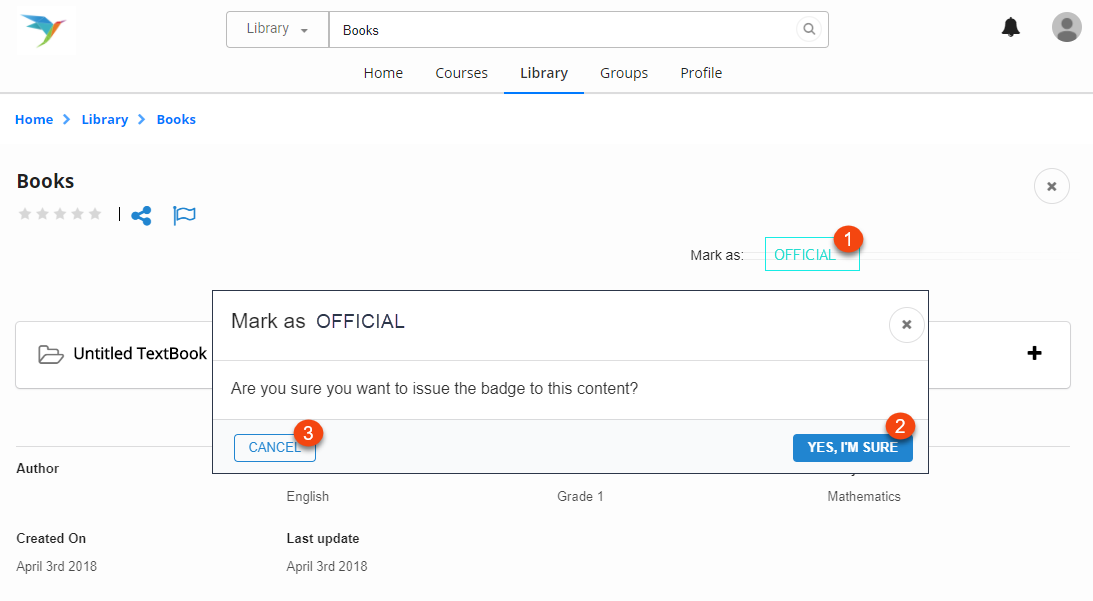 Library
Books
Home Courses Library Groups Profile
Home Library Books
Books
Mark as: OFFICIAL 1
Mark as OFFICIAL
Untitled TextBook
Are you sure you want to issue the badge to this content?
CANCEL 3
YES, I'M SURE 2
Author
English Grade 1 Mathematics
Created On Last update
April 3rd 2018 April 3rd 2018